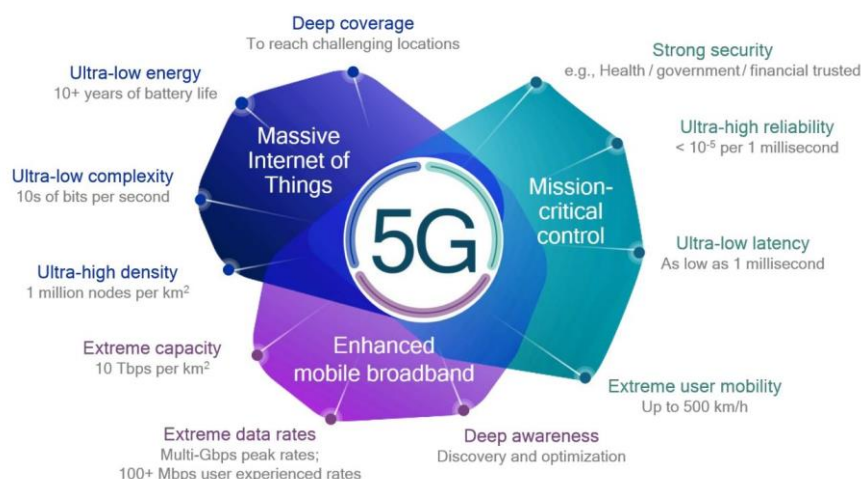 Deep coverage
To reach challenging locations
Ultra-low energy
10+ years of battery life
Ultra-low complexity
10s of bits per second
Ultra-high density
1 million nodes per km²
Massive
Internet of
Things
5G
Strong security
e.g., Health / government / financial trusted
Ultra-high reliability
< 10⁻⁵ per 1 millisecond
Ultra-low latency
As low as 1 millisecond
Extreme user mobility
Up to 500 km/h
Mission-
critical
control
Extreme capacity
10 Tbps per km²
Extreme data rates
Multi-Gbps peak rates;
100+ Mbps user experienced rates
Deep awareness
Discovery and optimization
Enhanced
mobile broadband